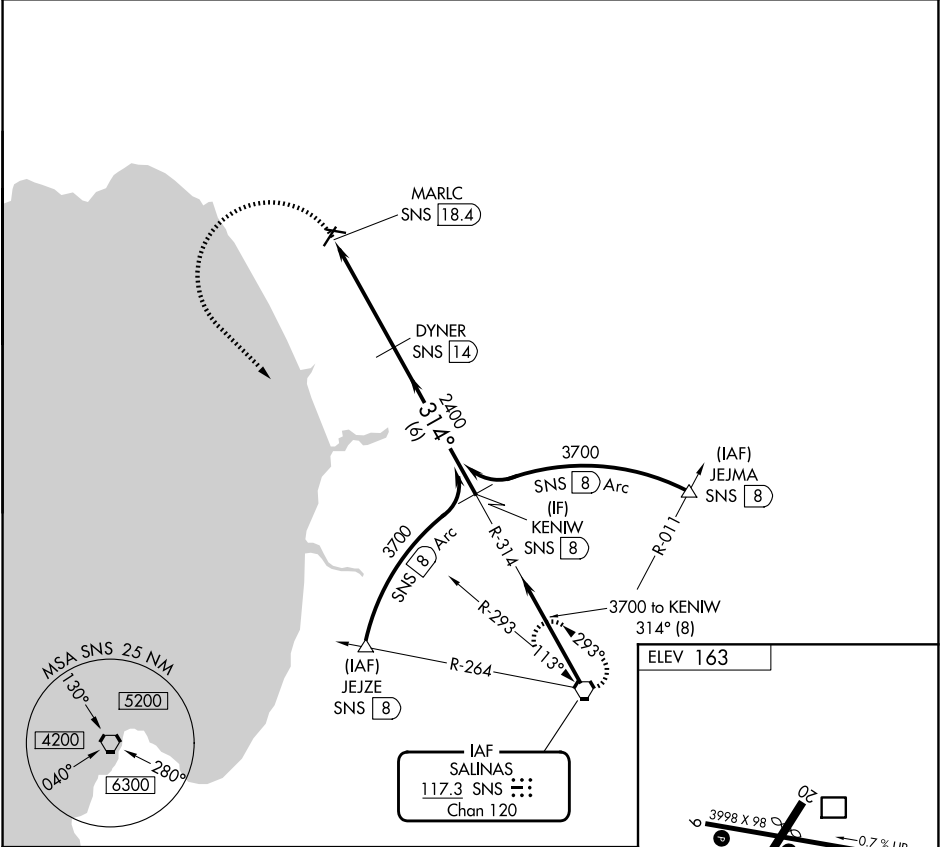 MARLC
SNS 18.4
DYNER
SNS 14
2400
314°
(6)
3700
SNS 8 Arc
(IAF)
JEJMA
SNS 8
(IF)
KENIW
SNS 8
3700
SNS 8 Arc
R-314
R-011
3700 to KENIW
314° (8)
R-293
113°
293°
R-264
(IAF)
JEJZE
SNS 8
MSA SNS 25 NM
130°
5200
4200
040°
280°
6300
IAF
SALINAS
117.3 SNS
Chan 120
ELEV 163
20
9
3998 X 98
P
0.7% UP